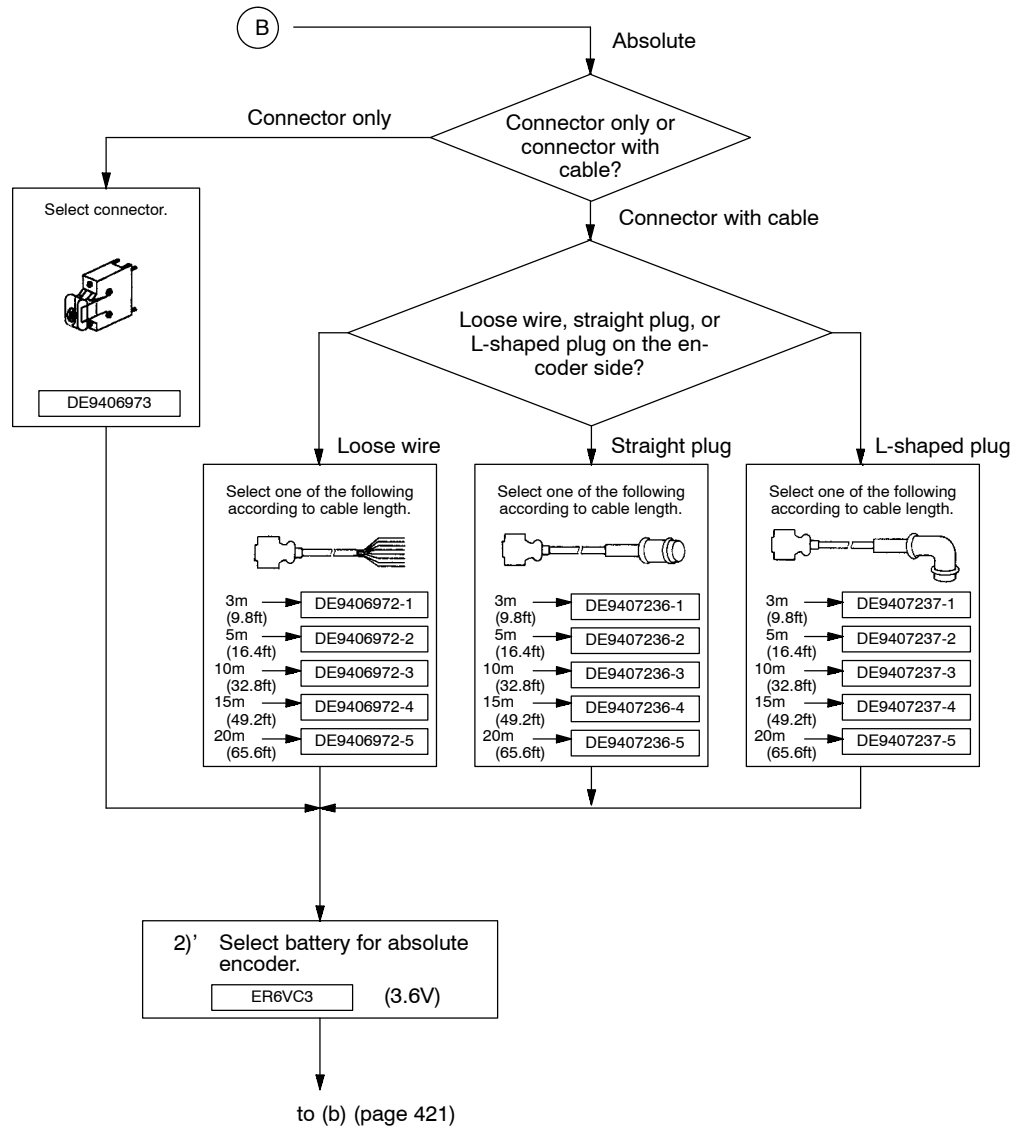 B
Absolute
Connector only
Connector only or
connector with
cable?
Select connector.
DE9406973
Connector with cable
Loose wire, straight plug, or
L-shaped plug on the en-
coder side?
Loose wire
Straight plug
L-shaped plug
Select one of the following
according to cable length.
3m
(9.8ft)
DE9406972-1
5m
(16.4ft)
DE9406972-2
10m
(32.8ft)
DE9406972-3
15m
(49.2ft)
DE9406972-4
20m
(65.6ft)
DE9406972-5
Select one of the following
according to cable length.
3m
(9.8ft)
DE9407236-1
5m
(16.4ft)
DE9407236-2
10m
(32.8ft)
DE9407236-3
15m
(49.2ft)
DE9407236-4
20m
(65.6ft)
DE9407236-5
Select one of the following
according to cable length.
3m
(9.8ft)
DE9407237-1
5m
(16.4ft)
DE9407237-2
10m
(32.8ft)
DE9407237-3
15m
(49.2ft)
DE9407237-4
20m
(65.6ft)
DE9407237-5
2)’ Select battery for absolute
encoder.
ER6VC3 (3.6V)
to (b) (page 421)